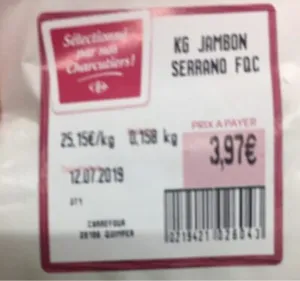 Sélectionné
par nos
Charcutiers!
KG JAMBON
SERRANO FQC
PRIX A PAYER
25.15€/kg 0.158 kg
3,97€
12.07.2019
CARREFOUR
QUIMPER